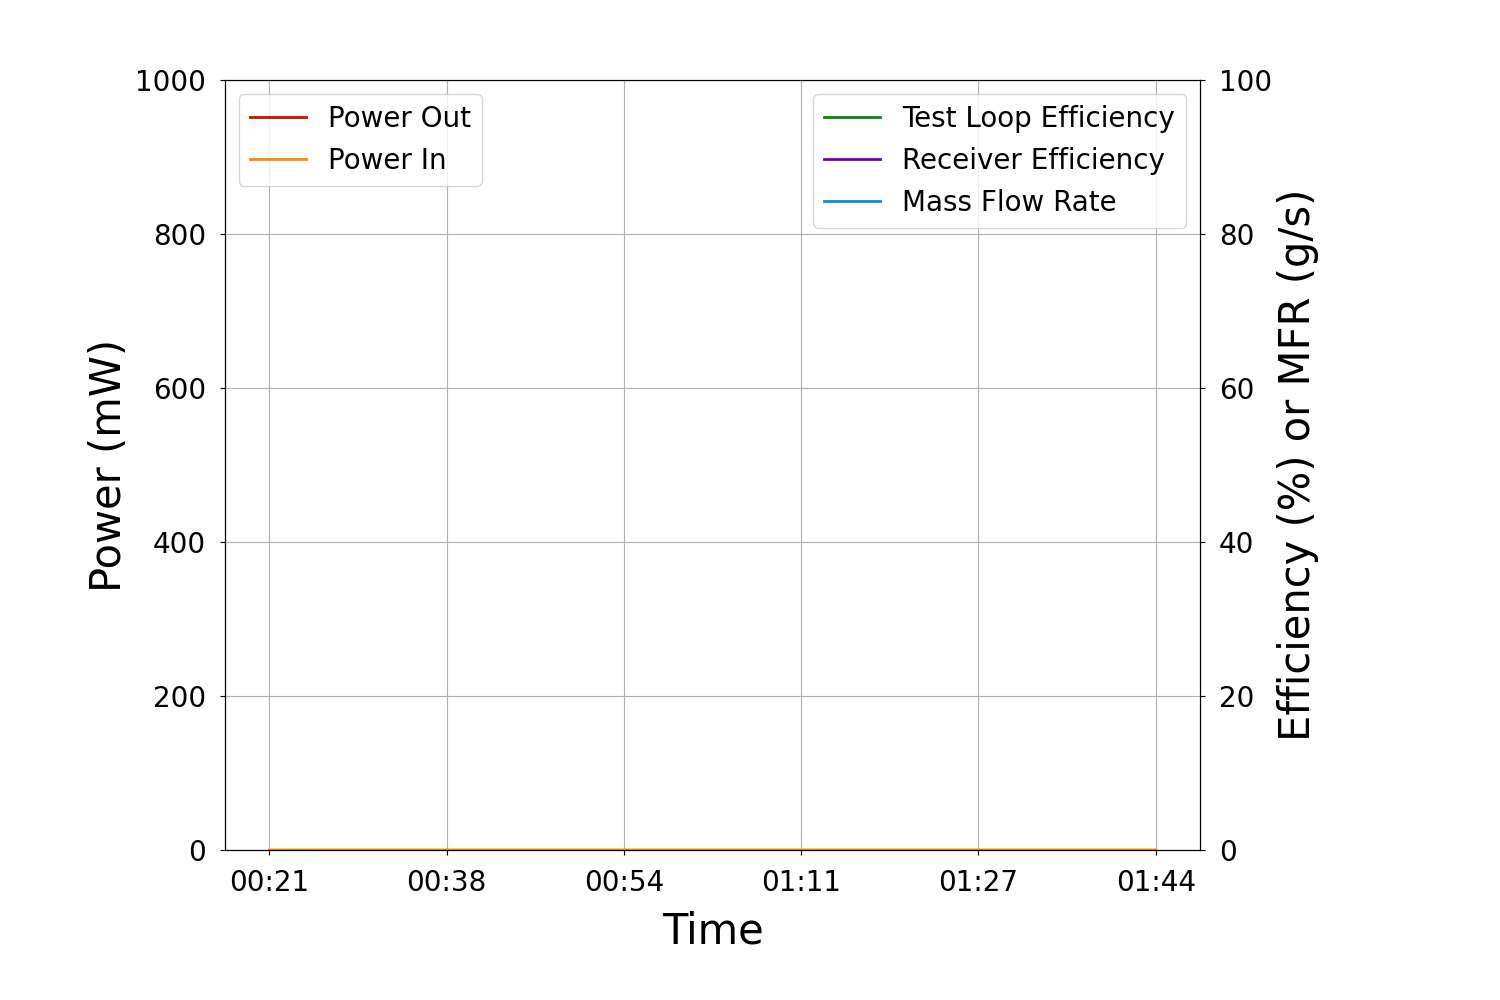 1000
800
600
400
200
0
Power (mW)
Power Out
Power In
Test Loop Efficiency
Receiver Efficiency
Mass Flow Rate
100
80
60
40
20
0
Efficiency (%) or MFR (g/s)
00:21 00:38 00:54 01:11 01:27 01:44
Time